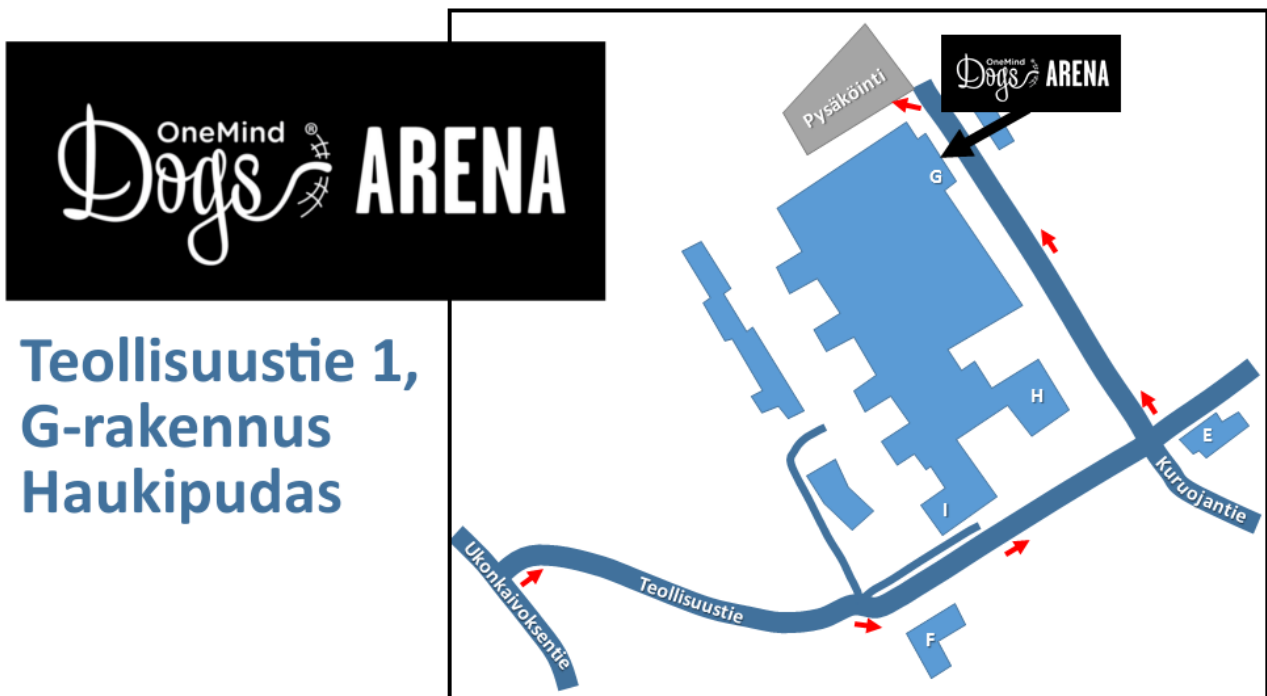 OneMind ®
Dogs ARENA
Teollisuustie 1,
G-rakennus
Haukipudas
Pysäköinti
OneMind
Dogs ARENA
G
H
E
I
Kuruojantie
Ukonkaivoksentie
Teollisuustie
F